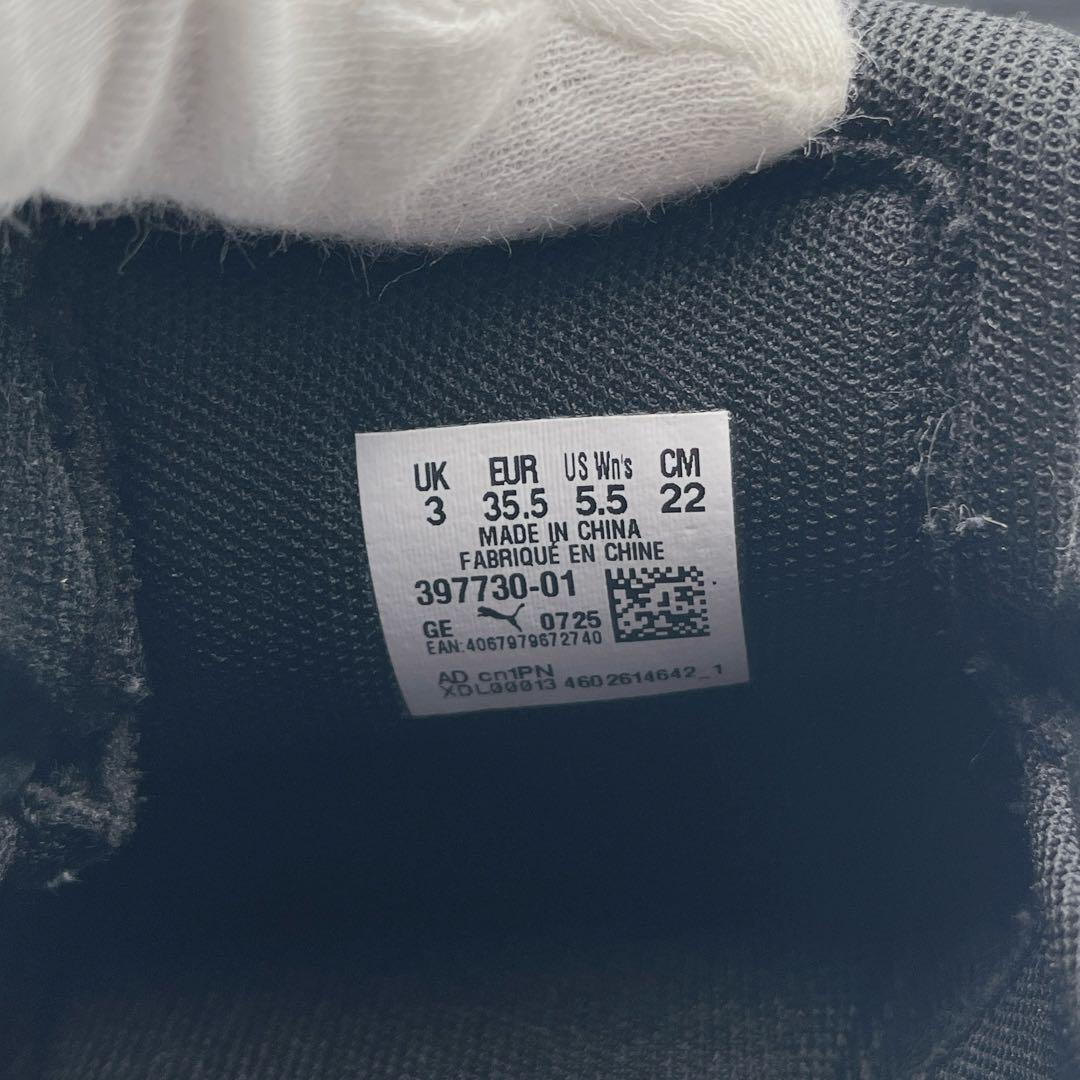 UK EUR US Wn's CM
3 35.5 5.5 22
MADE IN CHINA
FABRIQUÉ EN CHINE
397730-01
GE 0725
EAN:4067979672740
AD cn1PN
XDL00013 4602614642_1